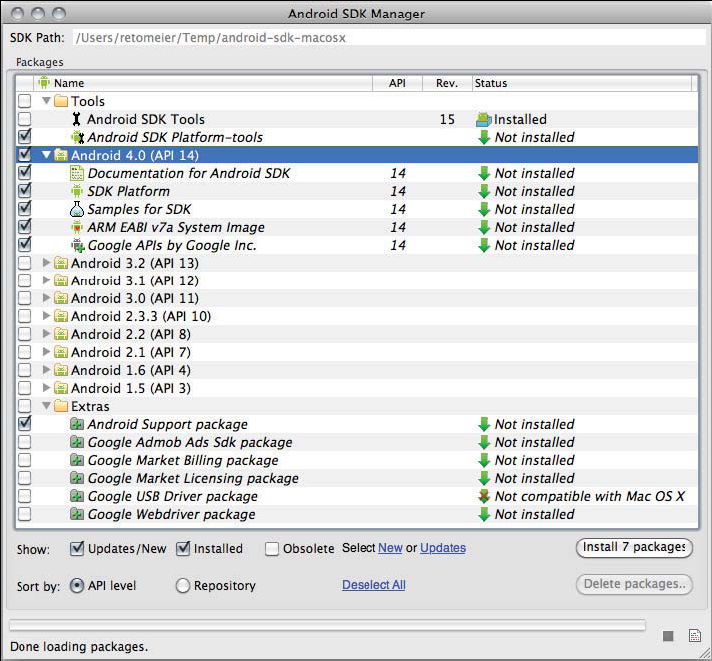 Android SDK Manager
SDK Path: /Users/retomeier/Temp/android-sdk-macosx
Packages
Name API Rev. Status
Tools
Android SDK Tools 15 Installed
Android SDK Platform-tools Not installed
Android 4.0 (API 14)
Documentation for Android SDK 14 Not installed
SDK Platform 14 Not installed
Samples for SDK 14 Not installed
ARM EABI v7a System Image 14 Not installed
Google APIs by Google Inc. 14 Not installed
Android 3.2 (API 13)
Android 3.1 (API 12)
Android 3.0 (API 11)
Android 2.3.3 (API 10)
Android 2.2 (API 8)
Android 2.1 (API 7)
Android 1.6 (API 4)
Android 1.5 (API 3)
Extras
Android Support package Not installed
Google Admob Ads Sdk package Not installed
Google Market Billing package Not installed
Google Market Licensing package Not installed
Google USB Driver package Not compatible with Mac OS X
Google Webdriver package Not installed
Show: Updates/New Installed Obsolete Select New or Updates Install 7 packages
Sort by: API level Repository Deselect All Delete packages..
Done loading packages.